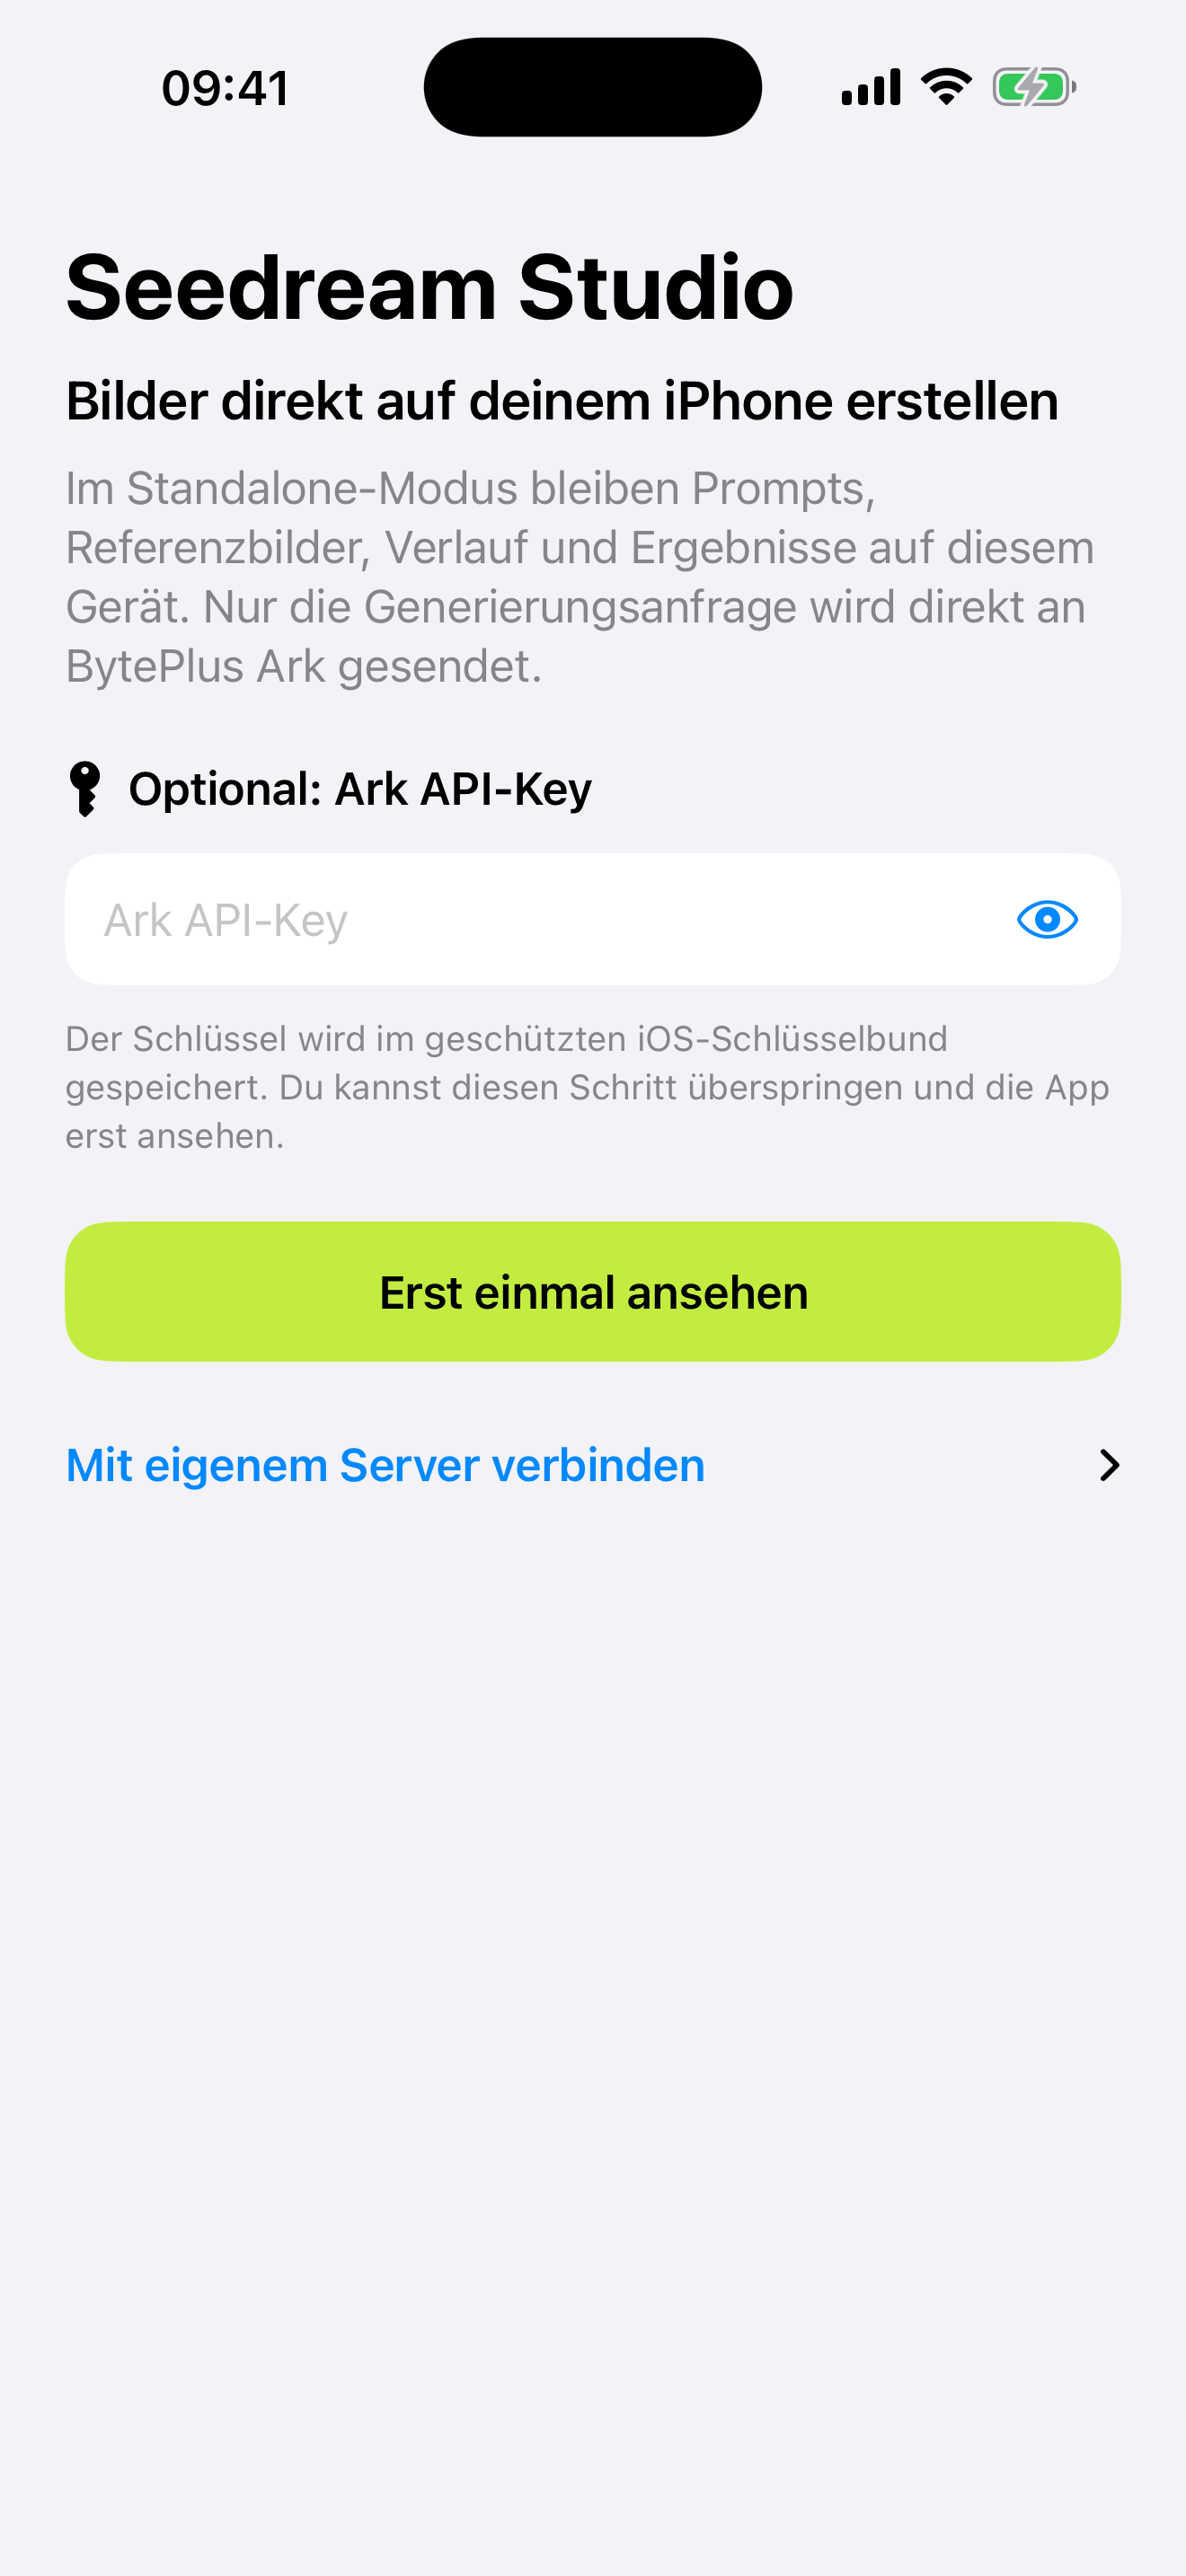 09:41
Seedream Studio
Bilder direkt auf deinem iPhone erstellen
Im Standalone-Modus bleiben Prompts,
Referenzbilder, Verlauf und Ergebnisse auf diesem
Gerät. Nur die Generierungsanfrage wird direkt an
BytePlus Ark gesendet.
Optional: Ark API-Key
Ark API-Key
Der Schlüssel wird im geschützten iOS-Schlüsselbund
gespeichert. Du kannst diesen Schritt überspringen und die App
erst ansehen.
Erst einmal ansehen
Mit eigenem Server verbinden